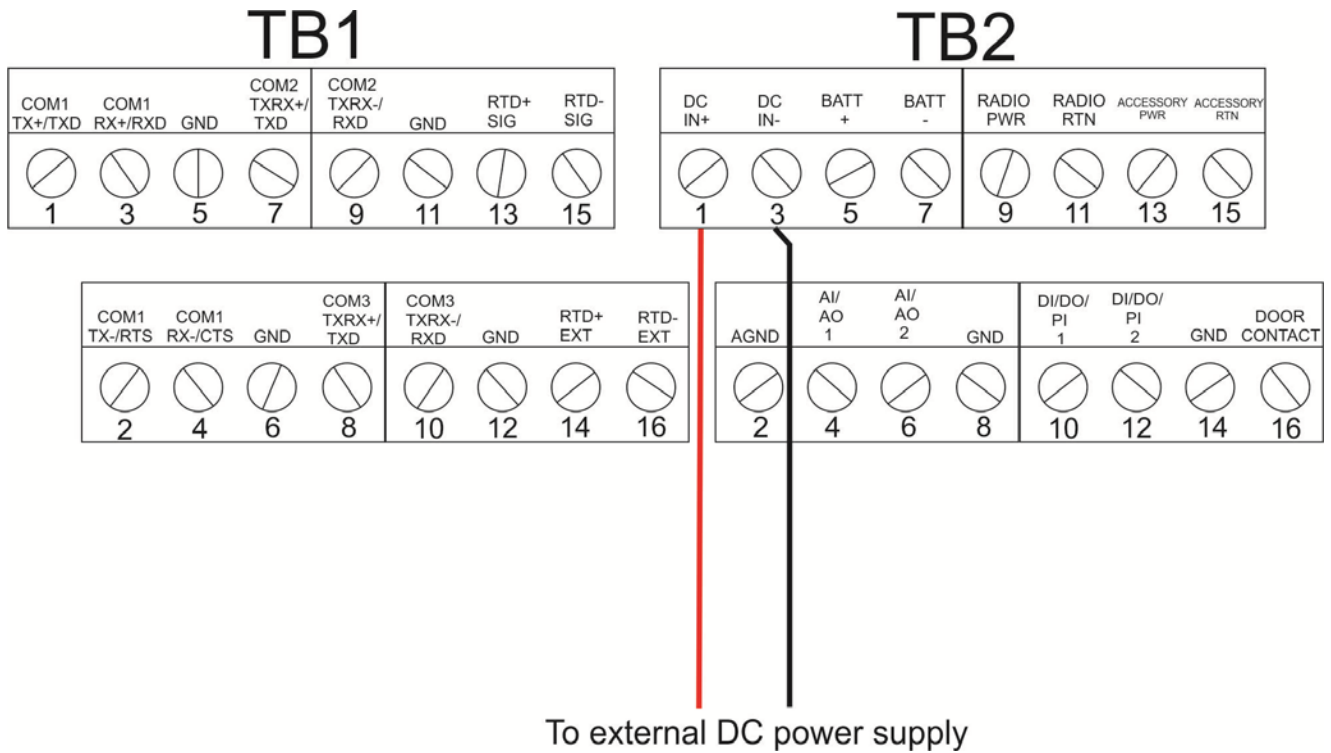 TB1
TB2
COM1 TX+/TXD
COM1 RX+/RXD
GND
COM2 TXRX+/ TXD
COM2 TXRX-/ RXD
GND
RTD+ SIG
RTD- SIG
1 3 5 7 9 11 13 15
DC IN+
DC IN-
BATT +
BATT -
RADIO PWR
RADIO RTN
ACCESSORY PWR
ACCESSORY RTN
1 3 5 7 9 11 13 15
COM1 TX-/RTS
COM1 RX-/CTS
GND
COM3 TXRX+/ TXD
COM3 TXRX-/ RXD
GND
RTD+ EXT
RTD- EXT
2 4 6 8 10 12 14 16
AGND
AI/ AO 1
AI/ AO 2
GND
DI/DO/ PI 1
DI/DO/ PI 2
GND
DOOR CONTACT
2 4 6 8 10 12 14 16
To external DC power supply